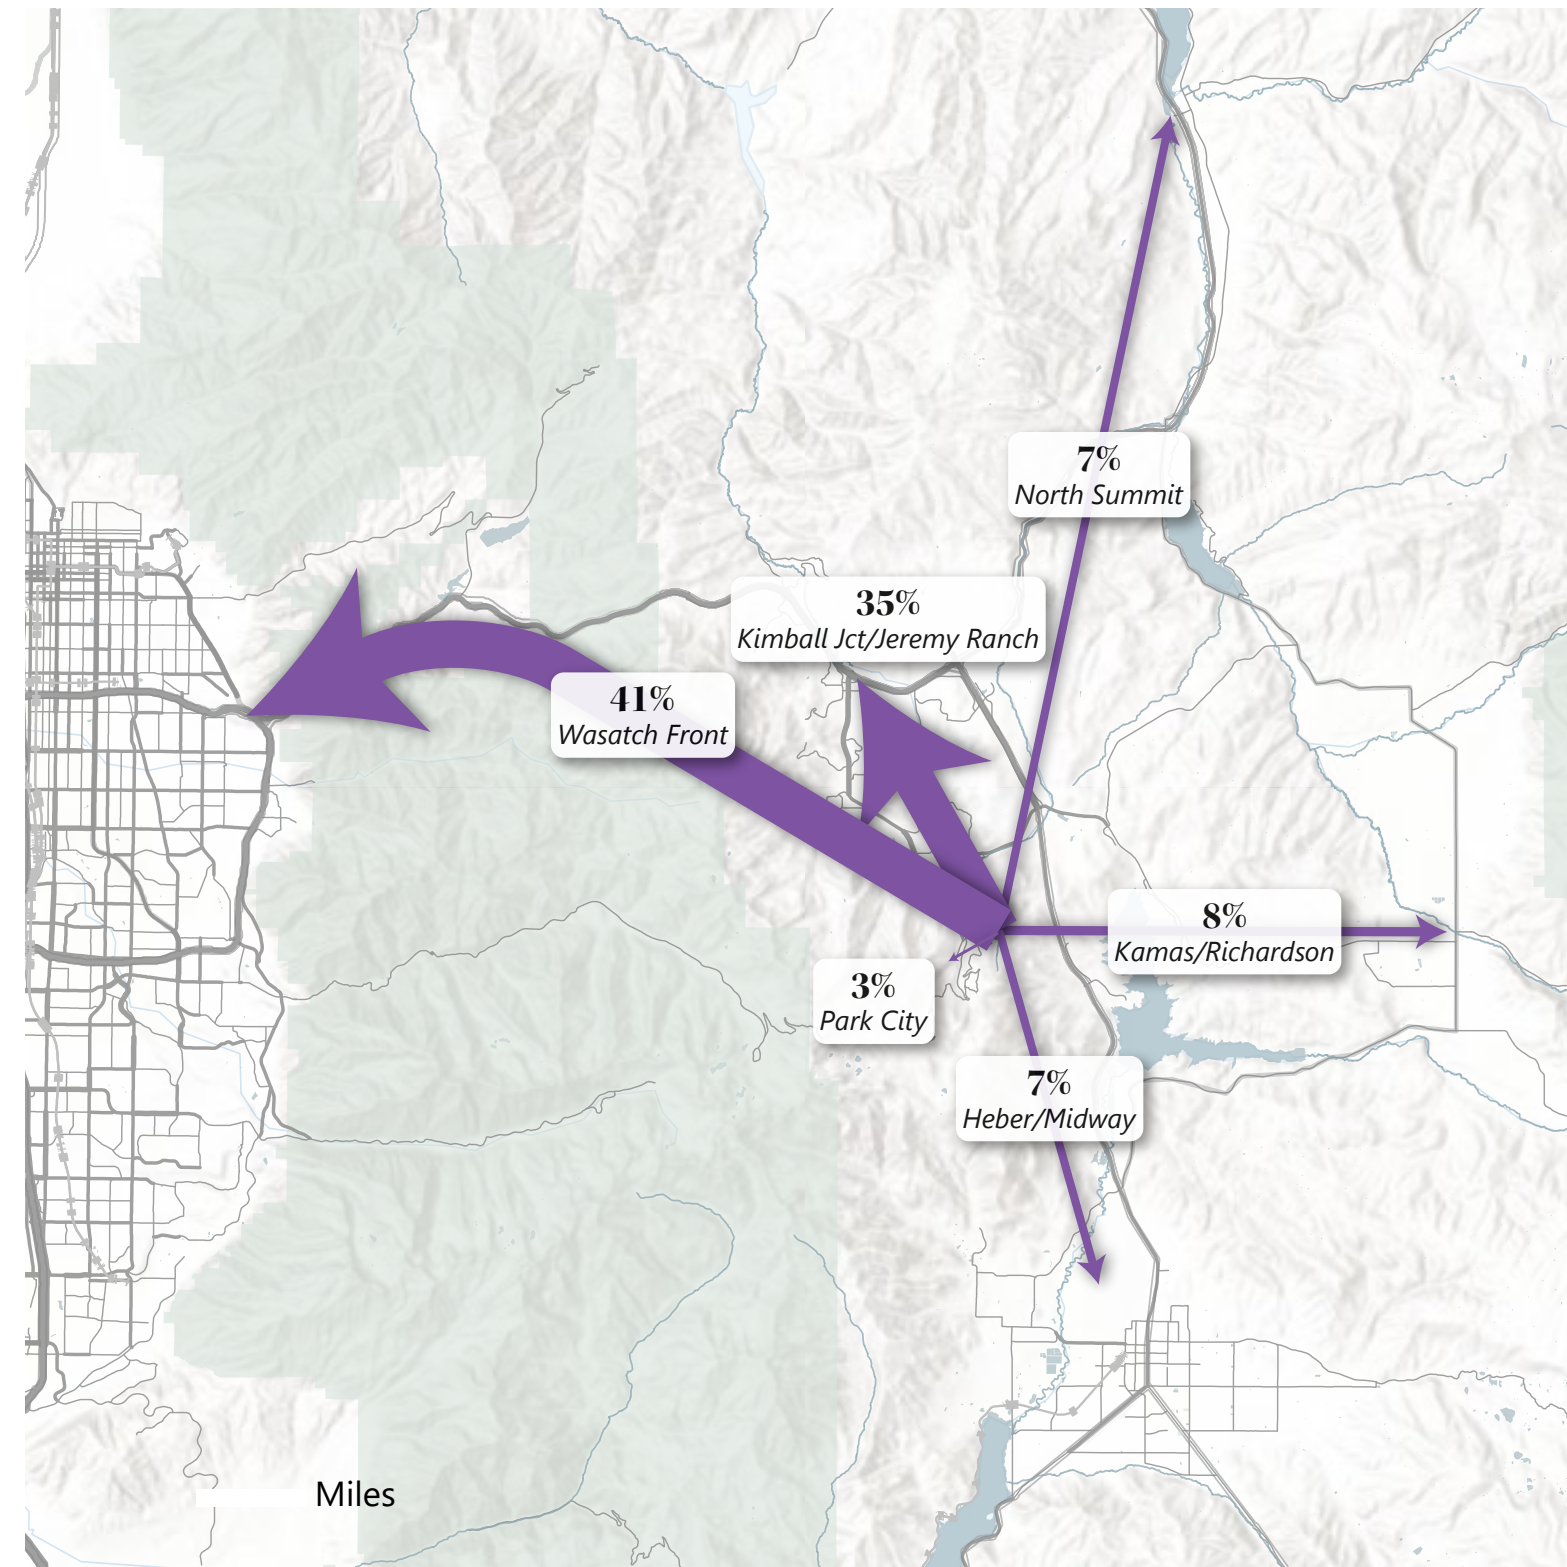 7%
North Summit
35%
Kimball Jct/Jeremy Ranch
41%
Wasatch Front
8%
Kamas/Richardson
3%
Park City
7%
Heber/Midway
Miles